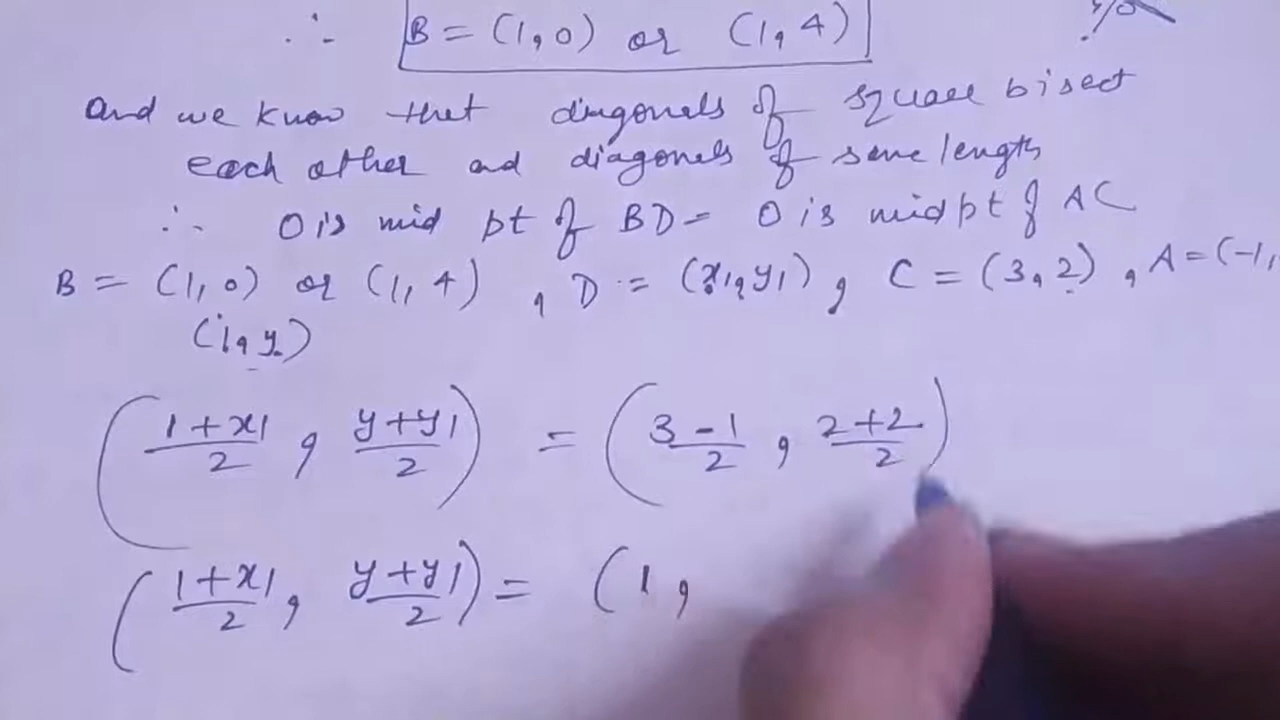 ∴ B = (1,0) or (1,4)
and we know that diagonals of square bisect
each other and diagonals of same length
∴ O is mid pt of BD = O is mid pt of AC
B = (1,0) or (1,4) , D = (x1,y1) , C = (3,2) , A = (-1,
(1,y)
((1+x1)/2 , (y+y1)/2) = ((3-1)/2 , (2+2)/2)
((1+x1)/2 , (y+y1)/2) = (1,